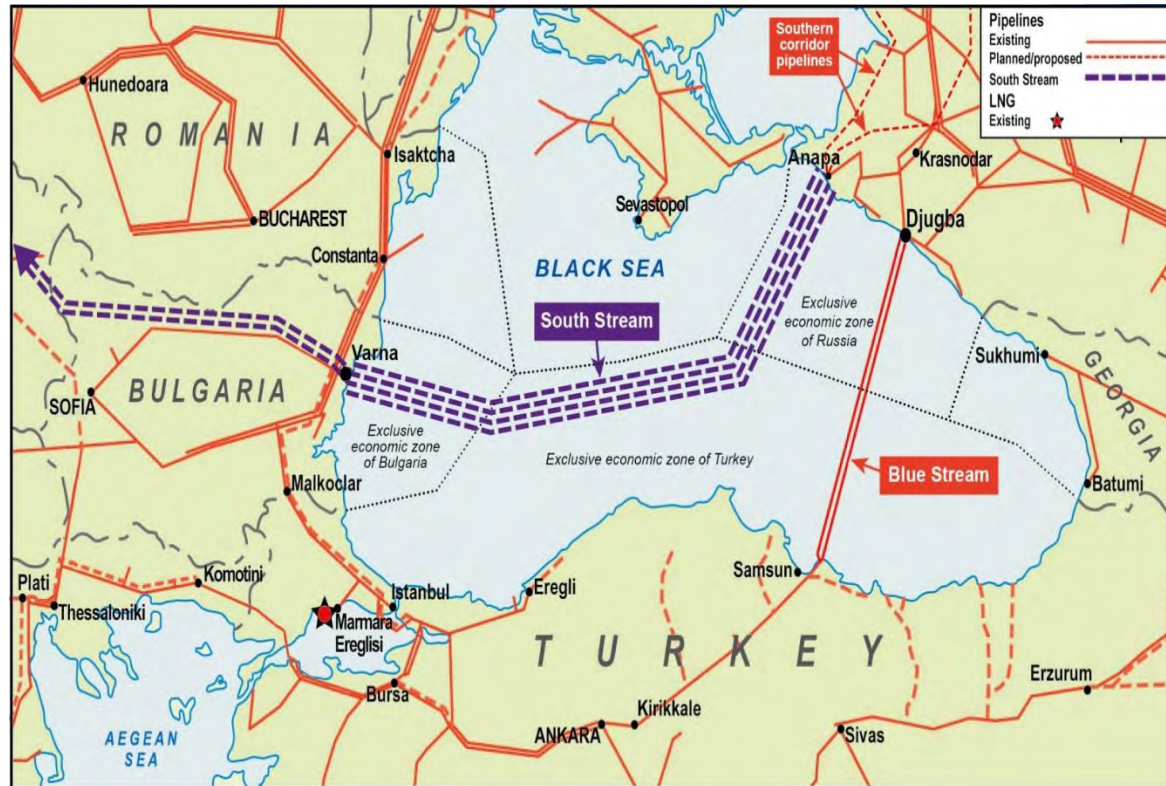 Pipelines
Existing
Planned/proposed
South Stream
LNG
Existing
Southern
corridor
pipelines
Hunedoara
ROMANIA
Isaktcha
BUCHAREST
Constanta
Anapa
Krasnodar
Sevastopol
Djugba
BLACK SEA
South Stream
Exclusive
economic zone
of Russia
Sukhumi
GEORGIA
Varna
BULGARIA
SOFIA
Exclusive
economic zone
of Bulgaria
Exclusive economic zone of Turkey
Blue Stream
Batumi
Malkoclar
Plati
Thessaloniki
Komotini
Istanbul
Marmara
Ereglisi
Eregli
Samsun
TURKEY
Bursa
Erzurum
Kirikkale
ANKARA
Sivas
AEGEAN
SEA